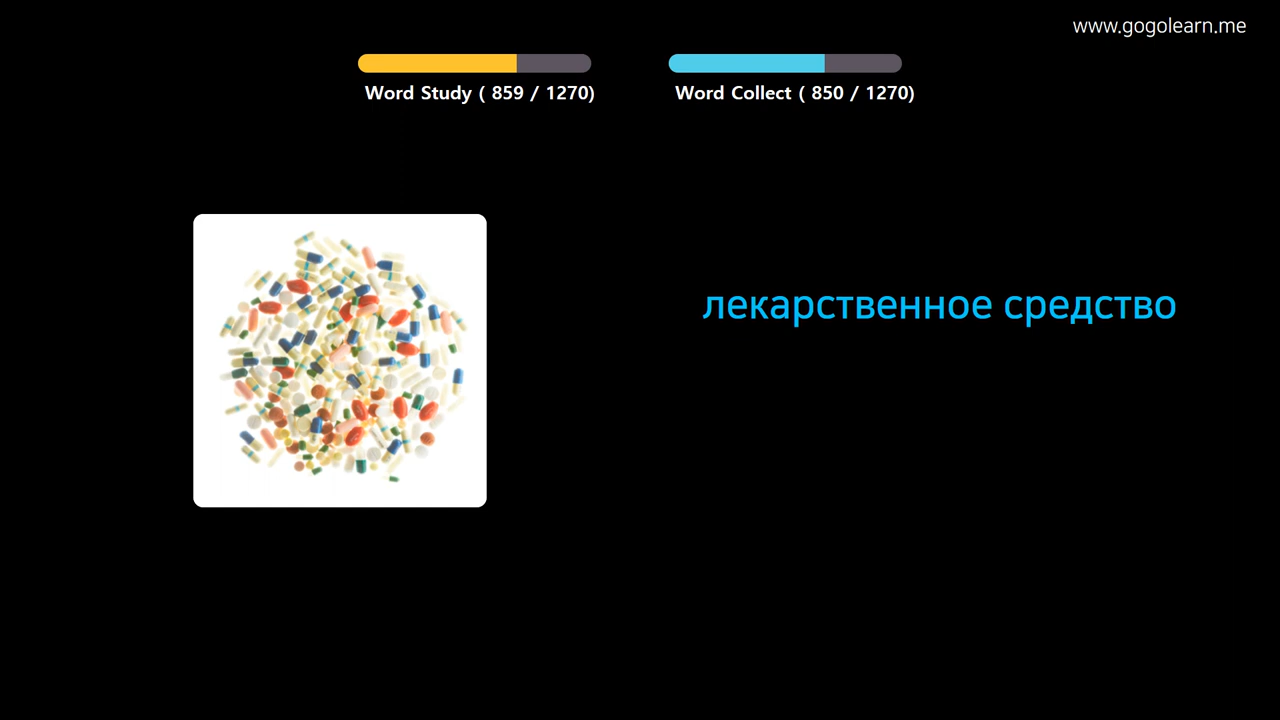 www.gogolearn.me
Word Study ( 859 / 1270)
Word Collect ( 850 / 1270)
лекарственное средство